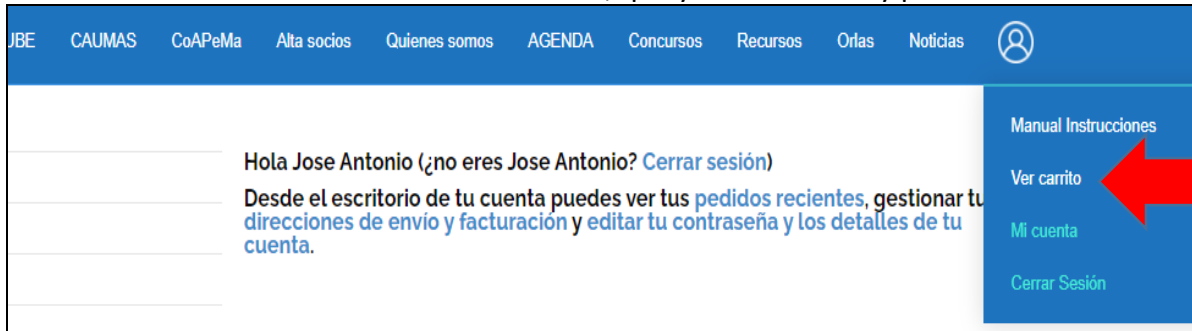 CAUMAS CoAPeMa Alta socios Quienes somos AGENDA Concursos Recursos Orlas Noticias
Manual Instrucciones
Ver carrito
Mi cuenta
Cerrar Sesión
Hola Jose Antonio (¿no eres Jose Antonio? Cerrar sesión)
Desde el escritorio de tu cuenta puedes ver tus pedidos recientes, gestionar tu
direcciones de envío y facturación y editar tu contraseña y los detalles de tu
cuenta.